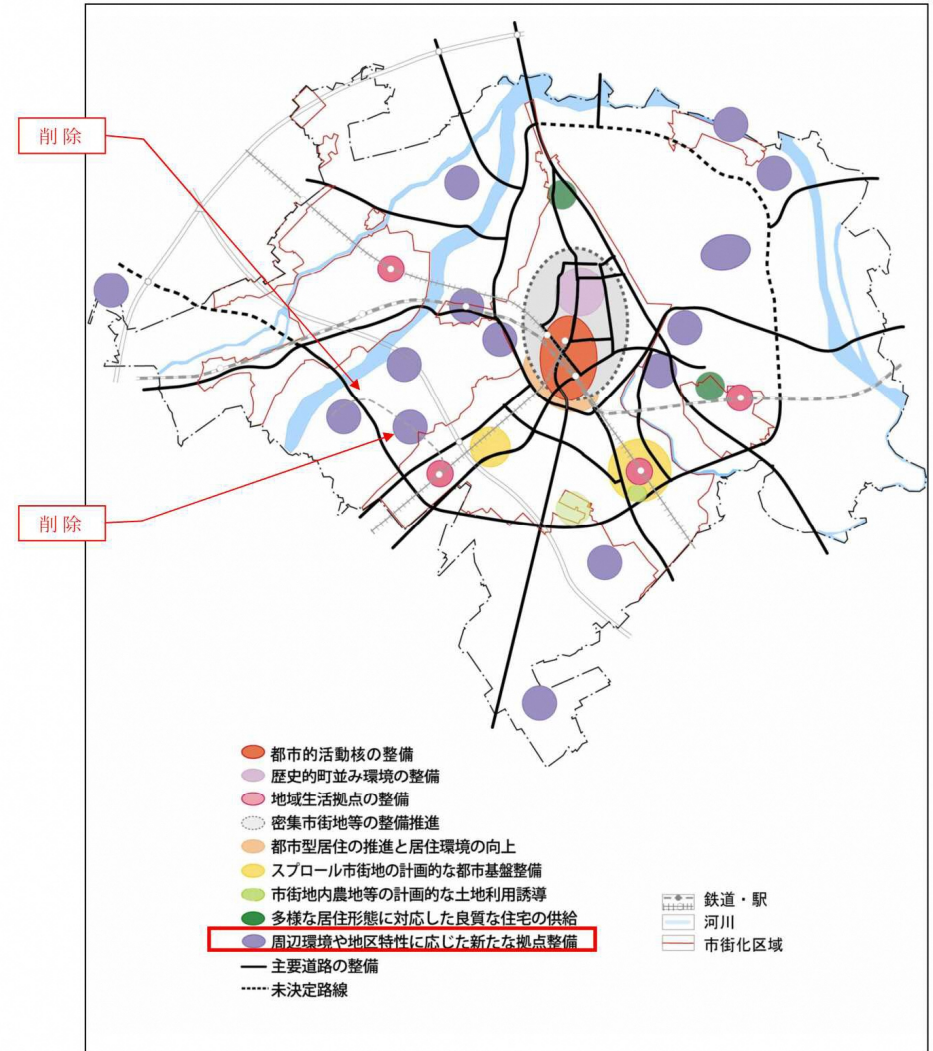 削除
削除
都市的活動核の整備
歴史的町並み環境の整備
地域生活拠点の整備
密集市街地等の整備推進
都市型居住の推進と居住環境の向上
スプロール市街地の計画的な都市基盤整備
市街地内農地等の計画的な土地利用誘導
多様な居住形態に対応した良質な住宅の供給
周辺環境や地区特性に応じた新たな拠点整備
主要道路の整備
未決定路線
鉄道・駅
河川
市街化区域